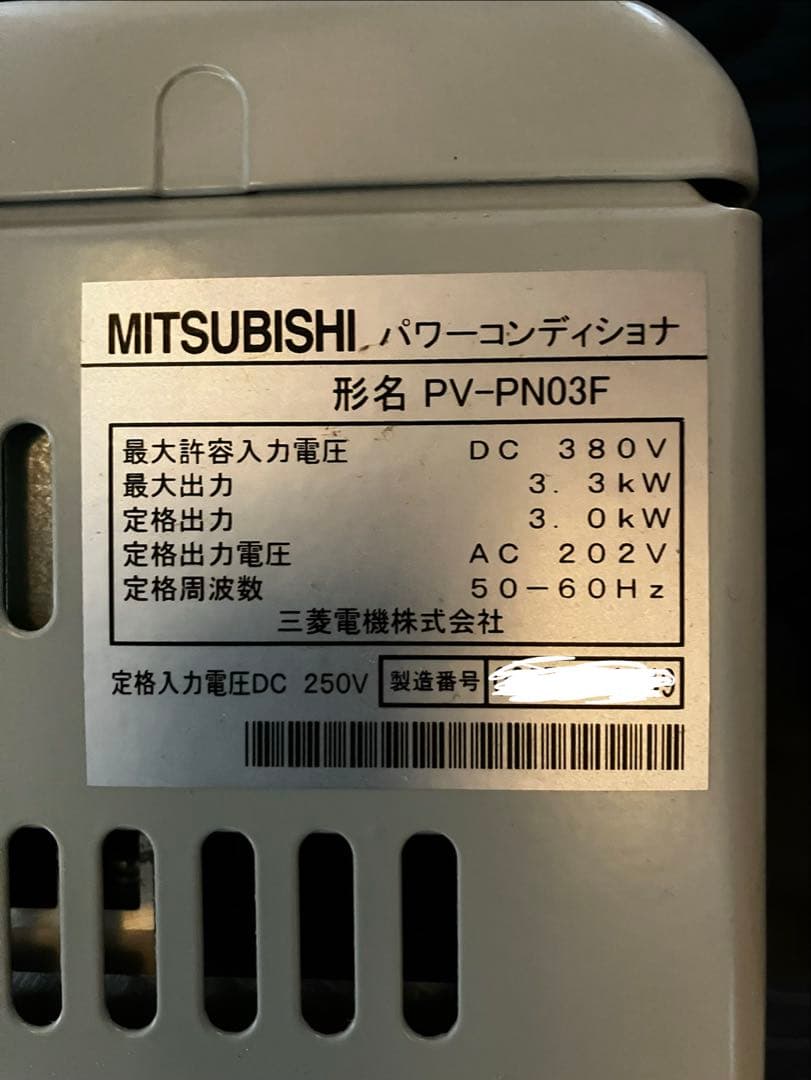 MITSUBISHI パワーコンディショナ
形名 PV-PN03F
最大許容入力電圧 DC 380V
最大出力 3.3kW
定格出力 3.0kW
定格出力電圧 AC 202V
定格周波数 50-60Hz
三菱電機株式会社
定格入力電圧DC 250V 製造番号